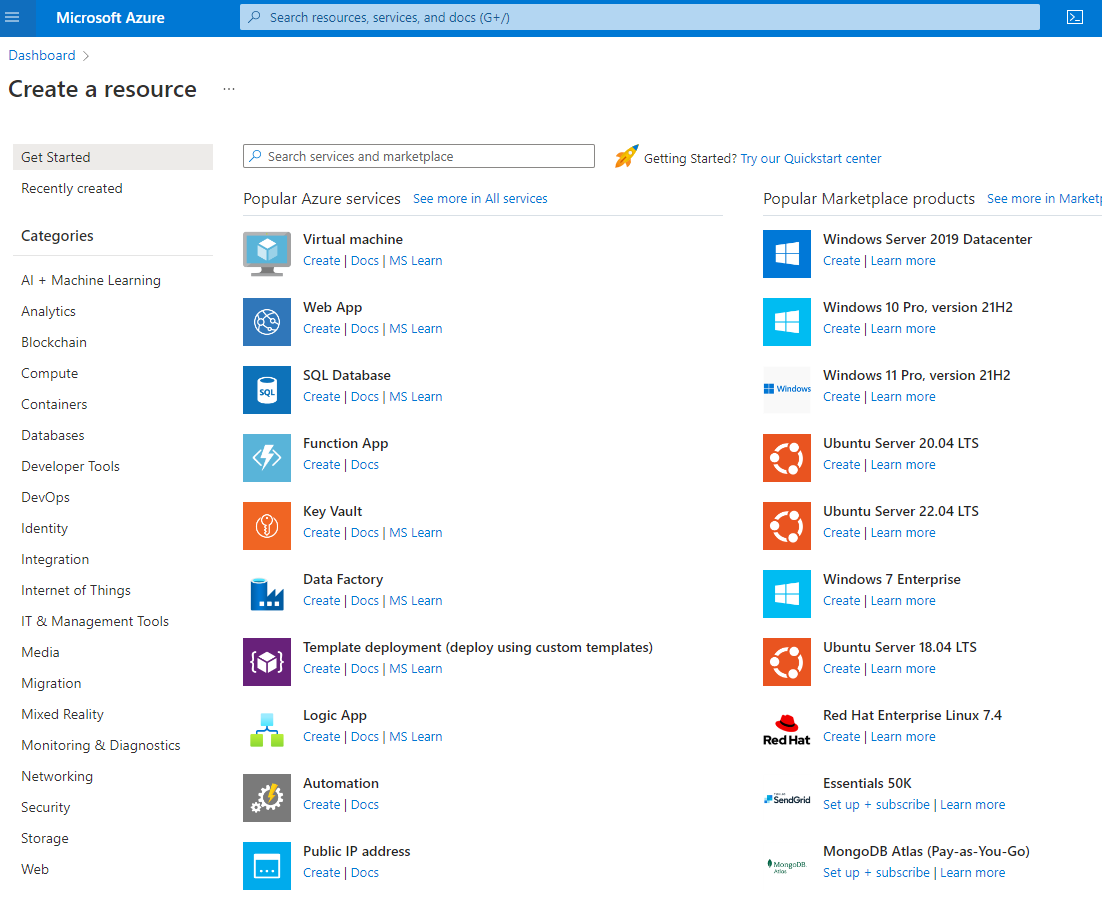 Microsoft Azure
Search resources, services, and docs (G+/)
Dashboard
Create a resource
...
Get Started
Recently created
Categories
AI + Machine Learning
Analytics
Blockchain
Compute
Containers
Databases
Developer Tools
DevOps
Identity
Integration
Internet of Things
IT & Management Tools
Media
Migration
Mixed Reality
Monitoring & Diagnostics
Networking
Security
Storage
Web
Search services and marketplace
Getting Started? Try our Quickstart center
Popular Azure services See more in All services
Virtual machine
Create | Docs | MS Learn
Web App
Create | Docs | MS Learn
SQL
SQL Database
Create | Docs | MS Learn
Function App
Create | Docs
Key Vault
Create | Docs | MS Learn
Data Factory
Create | Docs | MS Learn
Template deployment (deploy using custom templates)
Create | Docs | MS Learn
Logic App
Create | Docs | MS Learn
Automation
Create | Docs
Public IP address
Create | Docs
Popular Marketplace products See more in Marketp
Windows Server 2019 Datacenter
Create | Learn more
Windows 10 Pro, version 21H2
Create | Learn more
Windows
Windows 11 Pro, version 21H2
Create | Learn more
Ubuntu Server 20.04 LTS
Create | Learn more
Ubuntu Server 22.04 LTS
Create | Learn more
Windows 7 Enterprise
Create | Learn more
Ubuntu Server 18.04 LTS
Create | Learn more
Red Hat
Red Hat Enterprise Linux 7.4
Create | Learn more
SendGrid
Essentials 50K
Set up + subscribe | Learn more
MongoDB.
Atlas
MongoDB Atlas (Pay-as-You-Go)
Set up + subscribe | Learn more